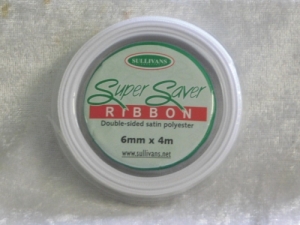 SULLIVANS
Super Saver
RIBBON
Double-sided satin polyester
6mm x 4m
www.sullivans.net